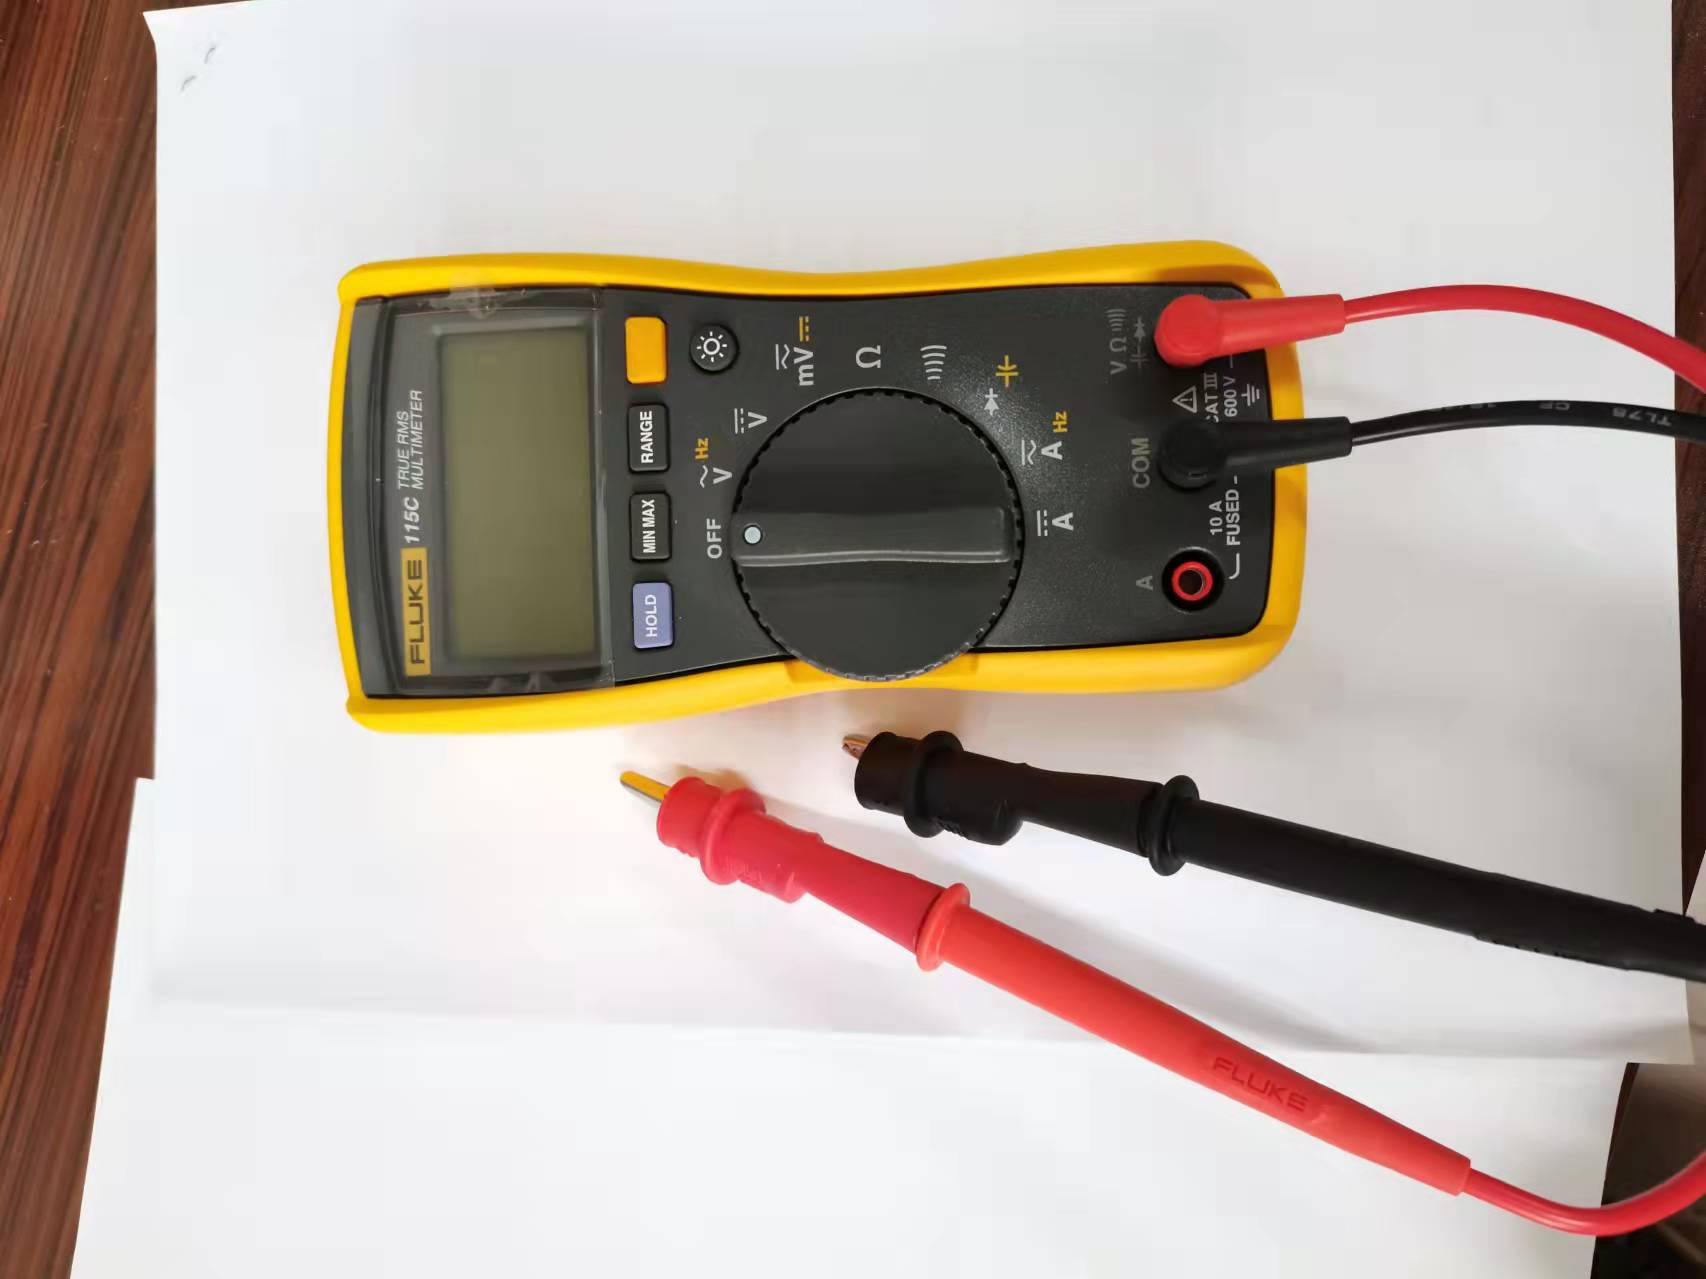 FLUKE 115C TRUE RMS
MULTIMETER
HOLD
MIN MAX
RANGE
OFF
V Hz
V
mV
Ω
A Hz
A
A
COM
V Ω
10 A
FUSED
CAT III
600 V
FLUKE
TL75
CE